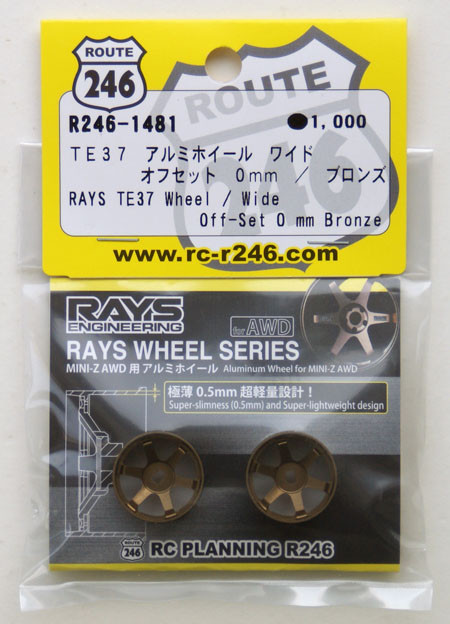 ROUTE
246
ROUTE
246
R246-1481 ●1,000
TE37 アルミホイール ワイド
オフセット 0mm / ブロンズ
RAYS TE37 Wheel / Wide
Off-Set 0 mm Bronze
www.rc-r246.com
RAYS
ENGINEERING
for AWD
RAYS WHEEL SERIES
MINI-Z AWD 用アルミホイール Aluminum Wheel for MINI-Z AWD
極薄0.5mm超軽量設計！
Super-slimness (0.5mm) and Super-lightweight design
ROUTE
246
RC PLANNING R246